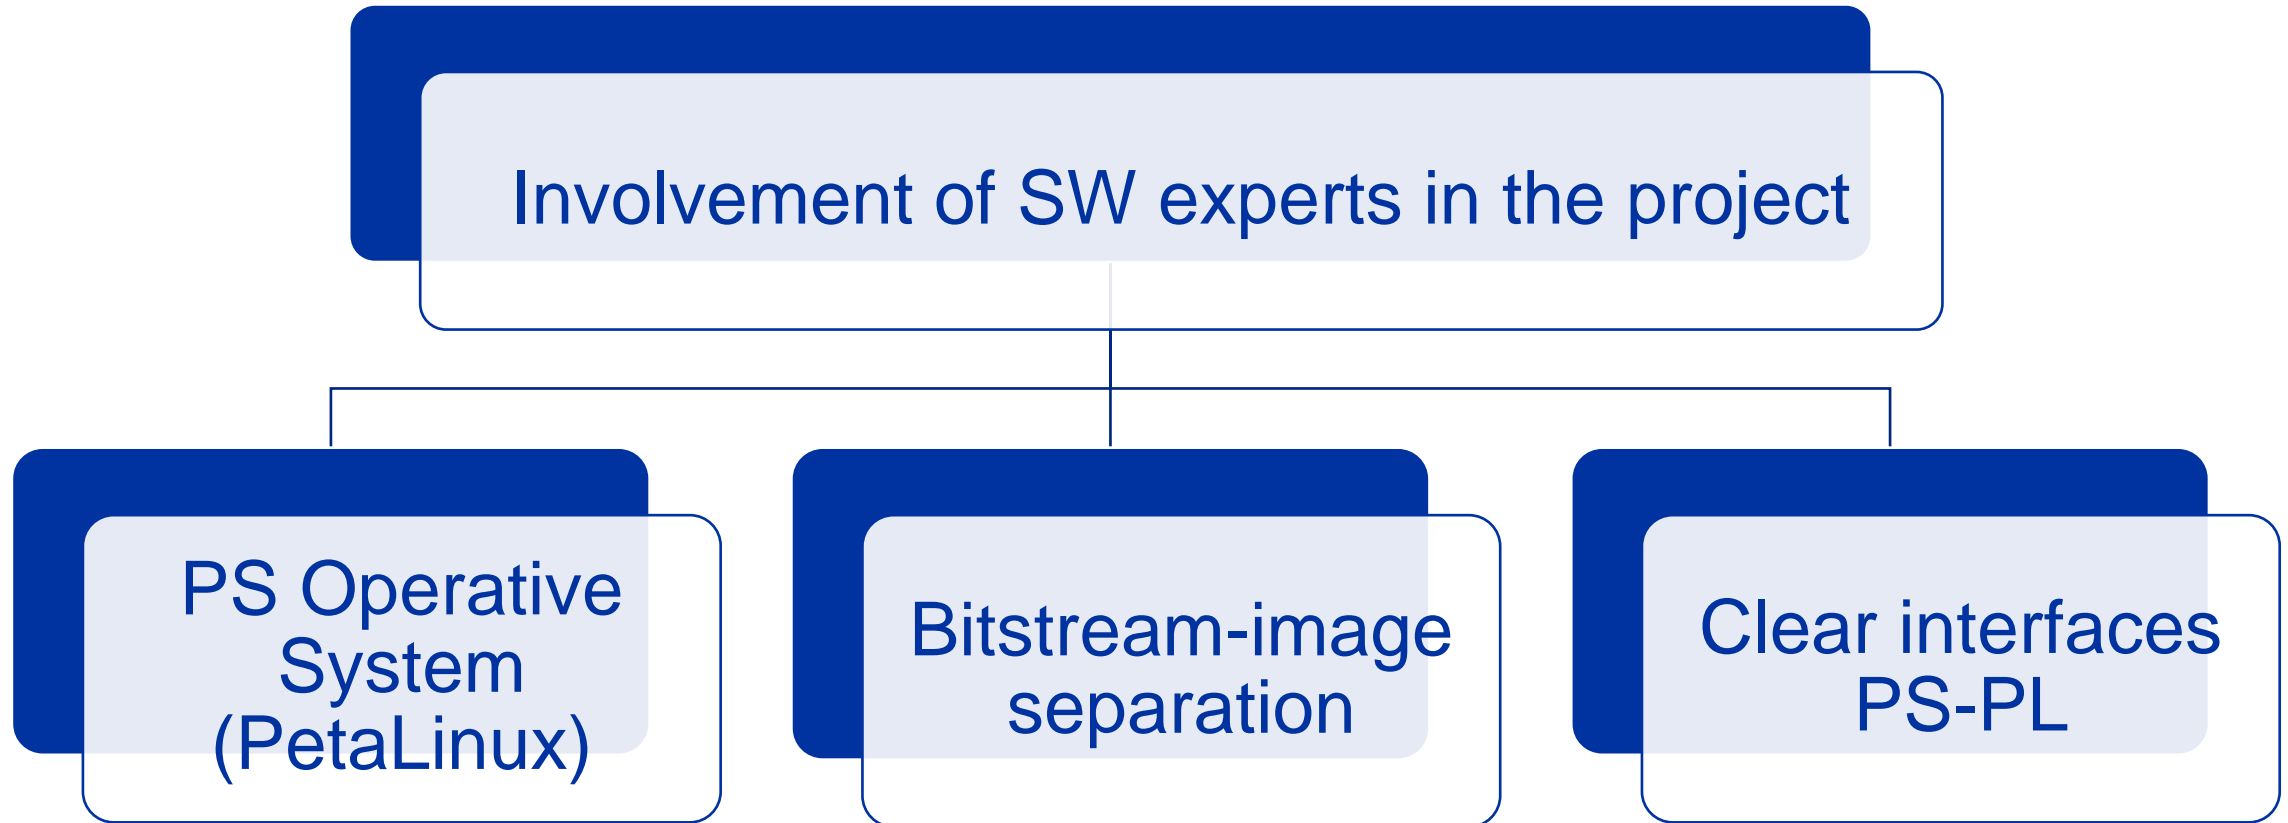 Involvement of SW experts in the project
PS Operative
System
(PetaLinux)
Bitstream-image
separation
Clear interfaces
PS-PL